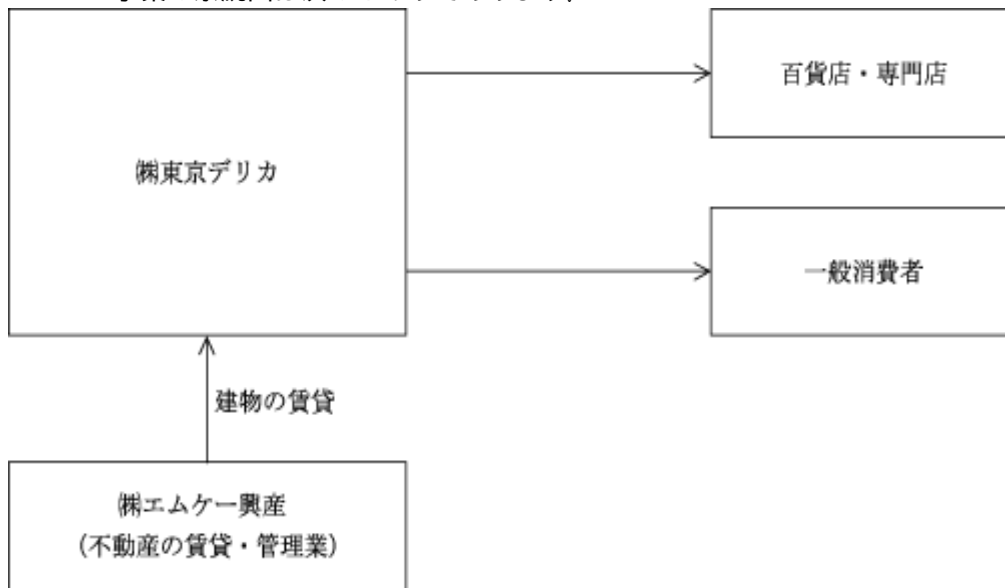 百貨店・専門店
㈱東京デリカ
一般消費者
建物の賃貸
㈱エムケー興産
(不動産の賃貸・管理業)